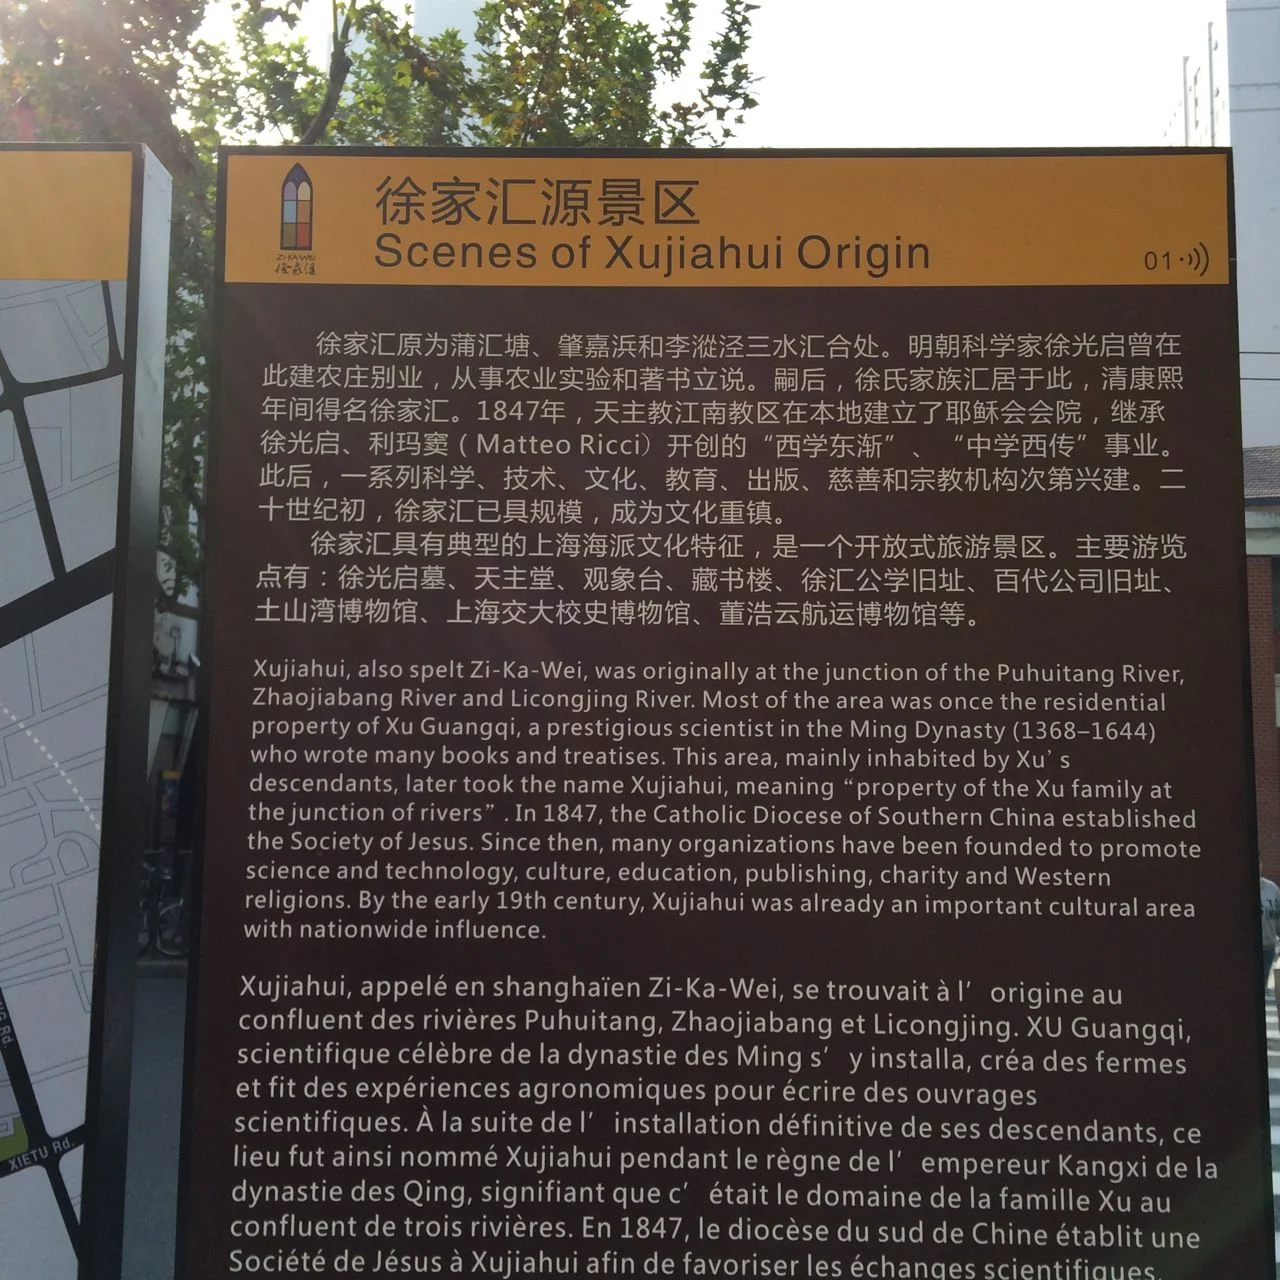 徐家汇源景区
Scenes of Xujiahui Origin
ZI-KA-WEI
徐家汇
01
徐家汇原为蒲汇塘、肇嘉浜和李漎泾三水汇合处。明朝科学家徐光启曾在
此建农庄别业，从事农业实验和著书立说。嗣后，徐氏家族汇居于此，清康熙
年间得名徐家汇。1847年，天主教江南教区在本地建立了耶稣会会院，继承
徐光启、利玛窦（Matteo Ricci）开创的“西学东渐”、“中学西传”事业。
此后，一系列科学、技术、文化、教育、出版、慈善和宗教机构次第兴建。二
十世纪初，徐家汇已具规模，成为文化重镇。
徐家汇具有典型的上海海派文化特征，是一个开放式旅游景区。主要游览
点有：徐光启墓、天主堂、观象台、藏书楼、徐汇公学旧址、百代公司旧址、
土山湾博物馆、上海交大校史博物馆、董浩云航运博物馆等。
Xujiahui, also spelt Zi-Ka-Wei, was originally at the junction of the Puhuitang River,
Zhaojiabang River and Licongjing River. Most of the area was once the residential
property of Xu Guangqi, a prestigious scientist in the Ming Dynasty (1368–1644)
who wrote many books and treatises. This area, mainly inhabited by Xu’s
descendants, later took the name Xujiahui, meaning “property of the Xu family at
the junction of rivers”. In 1847, the Catholic Diocese of Southern China established
the Society of Jesus. Since then, many organizations have been founded to promote
science and technology, culture, education, publishing, charity and Western
religions. By the early 19th century, Xujiahui was already an important cultural area
with nationwide influence.
Xujiahui, appelé en shanghaïen Zi-Ka-Wei, se trouvait à l’origine au
confluent des rivières Puhuitang, Zhaojiabang et Licongjing. XU Guangqi,
scientifique célèbre de la dynastie des Ming s’y installa, créa des fermes
et fit des expériences agronomiques pour écrire des ouvrages
scientifiques. À la suite de l’installation définitive de ses descendants, ce
lieu fut ainsi nommé Xujiahui pendant le règne de l’empereur Kangxi de la
dynastie des Qing, signifiant que c’était le domaine de la famille Xu au
confluent de trois rivières. En 1847, le diocèse du sud de Chine établit une
Société de Jésus à Xujiahui afin de favoriser les échanges scientifiques,
XIETU Rd.